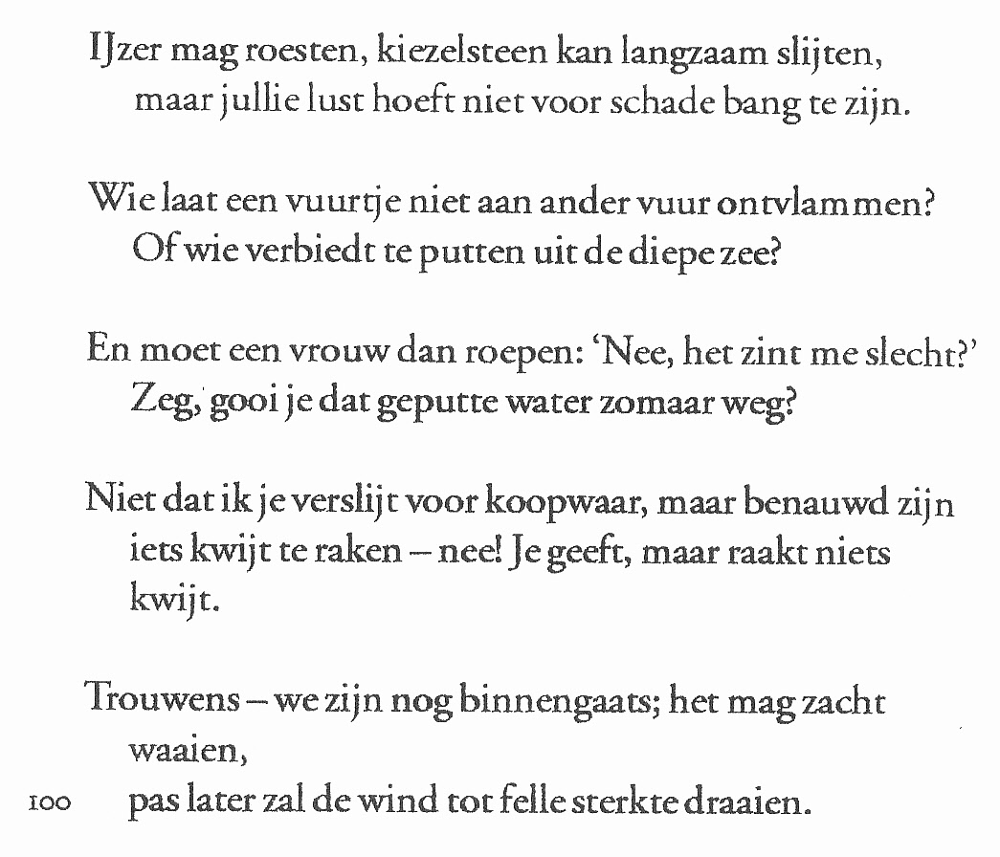 IJzer mag roesten, kiezelsteen kan langzaam slijten,
maar jullie lust hoeft niet voor schade bang te zijn.
Wie laat een vuurtje niet aan ander vuur ontvlammen?
Of wie verbiedt te putten uit de diepe zee?
En moet een vrouw dan roepen: ‘Nee, het zint me slecht?’
Zeg, gooi je dat geputte water zomaar weg?
Niet dat ik je verslijt voor koopwaar, maar benauwd zijn
iets kwijt te raken – nee! Je geeft, maar raakt niets
kwijt.
Trouwens – we zijn nog binnengaats; het mag zacht
waaien,
100 pas later zal de wind tot felle sterkte draaien.